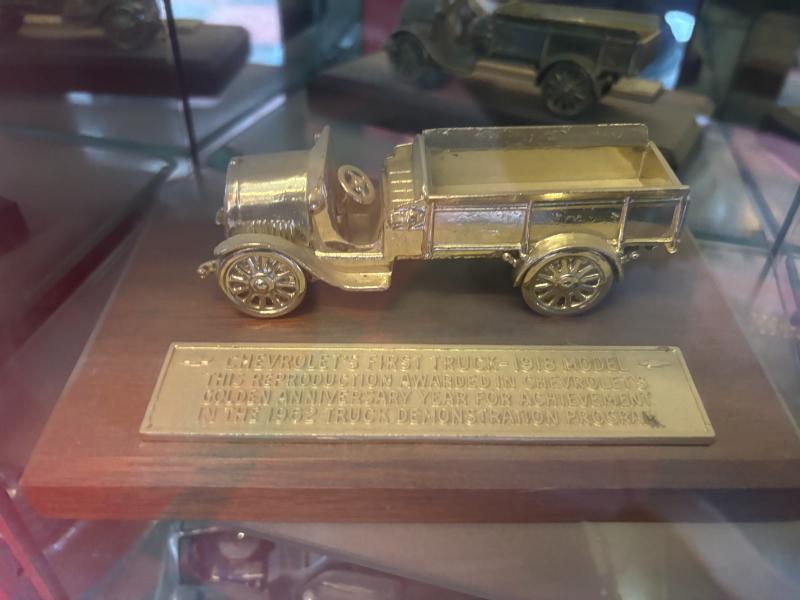 CHEVROLET'S FIRST TRUCK-1918 MODEL
THIS REPRODUCTION AWARDED IN CHEVROLET'S
GOLDEN ANNIVERSARY YEAR FOR ACHIEVEMENT
IN THE 1962 TRUCK DEMONSTRATION PROGRAM